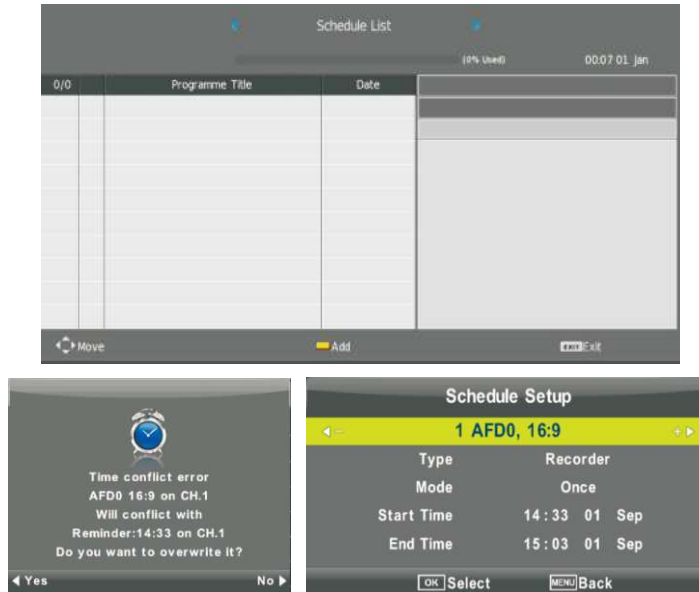 Schedule List
(0% Used) 00:07 01 Jan
0/0 Programme Title Date
Move Add EXIT Exit
Time conflict error
AFD0 16:9 on CH.1
Will conflict with
Reminder:14:33 on CH.1
Do you want to overwrite it?
Yes No
Schedule Setup
1 AFD0, 16:9
Type Recorder
Mode Once
Start Time 14:33 01 Sep
End Time 15:03 01 Sep
OK Select MENU Back